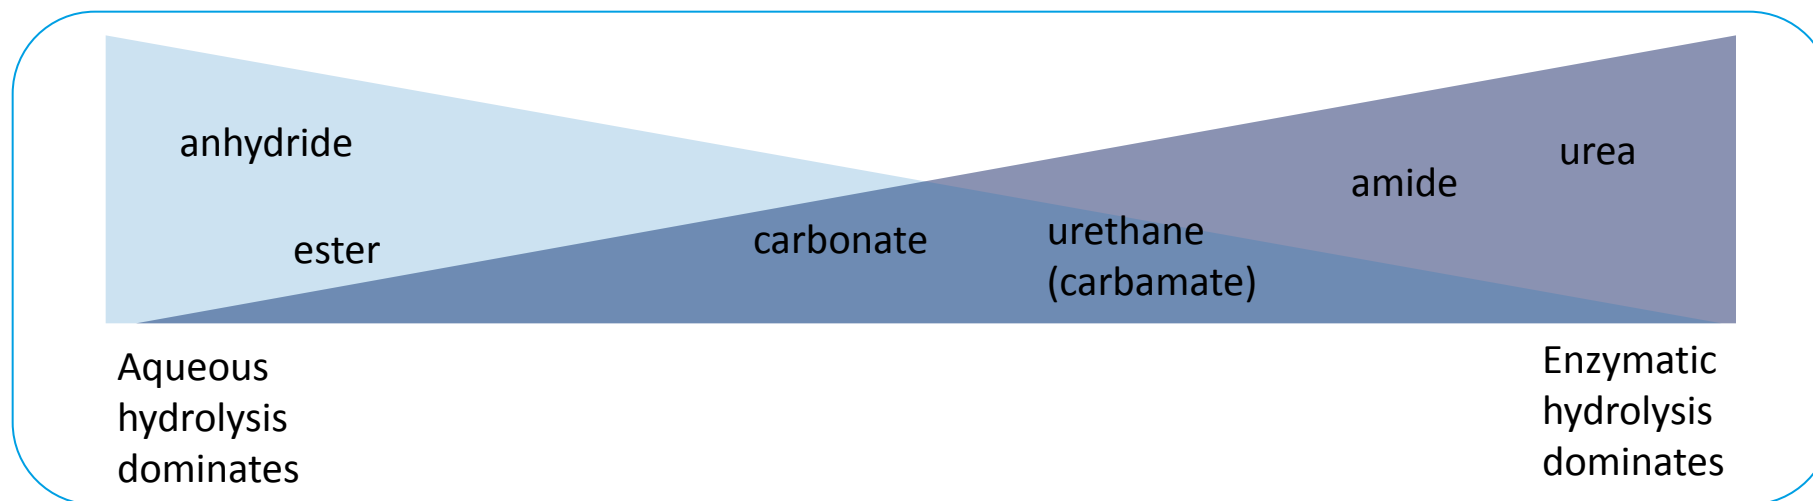 anhydride
ester
carbonate
urethane
(carbamate)
amide
urea
Aqueous
hydrolysis
dominates
Enzymatic
hydrolysis
dominates